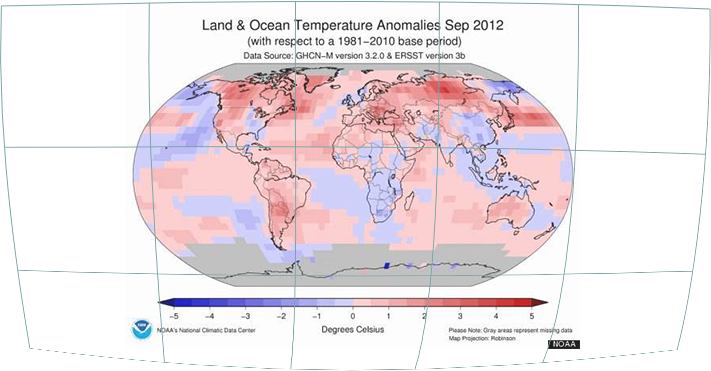 Land & Ocean Temperature Anomalies Sep 2012
(with respect to a 1981−2010 base period)
Data Source: GHCN−M version 3.2.0 & ERSST version 3b
−5 −4 −3 −2 −1 0 1 2 3 4 5
Degrees Celsius
NOAA's National Climatic Data Center
Please Note: Gray areas represent missing data
Map Projection: Robinson
NOAA